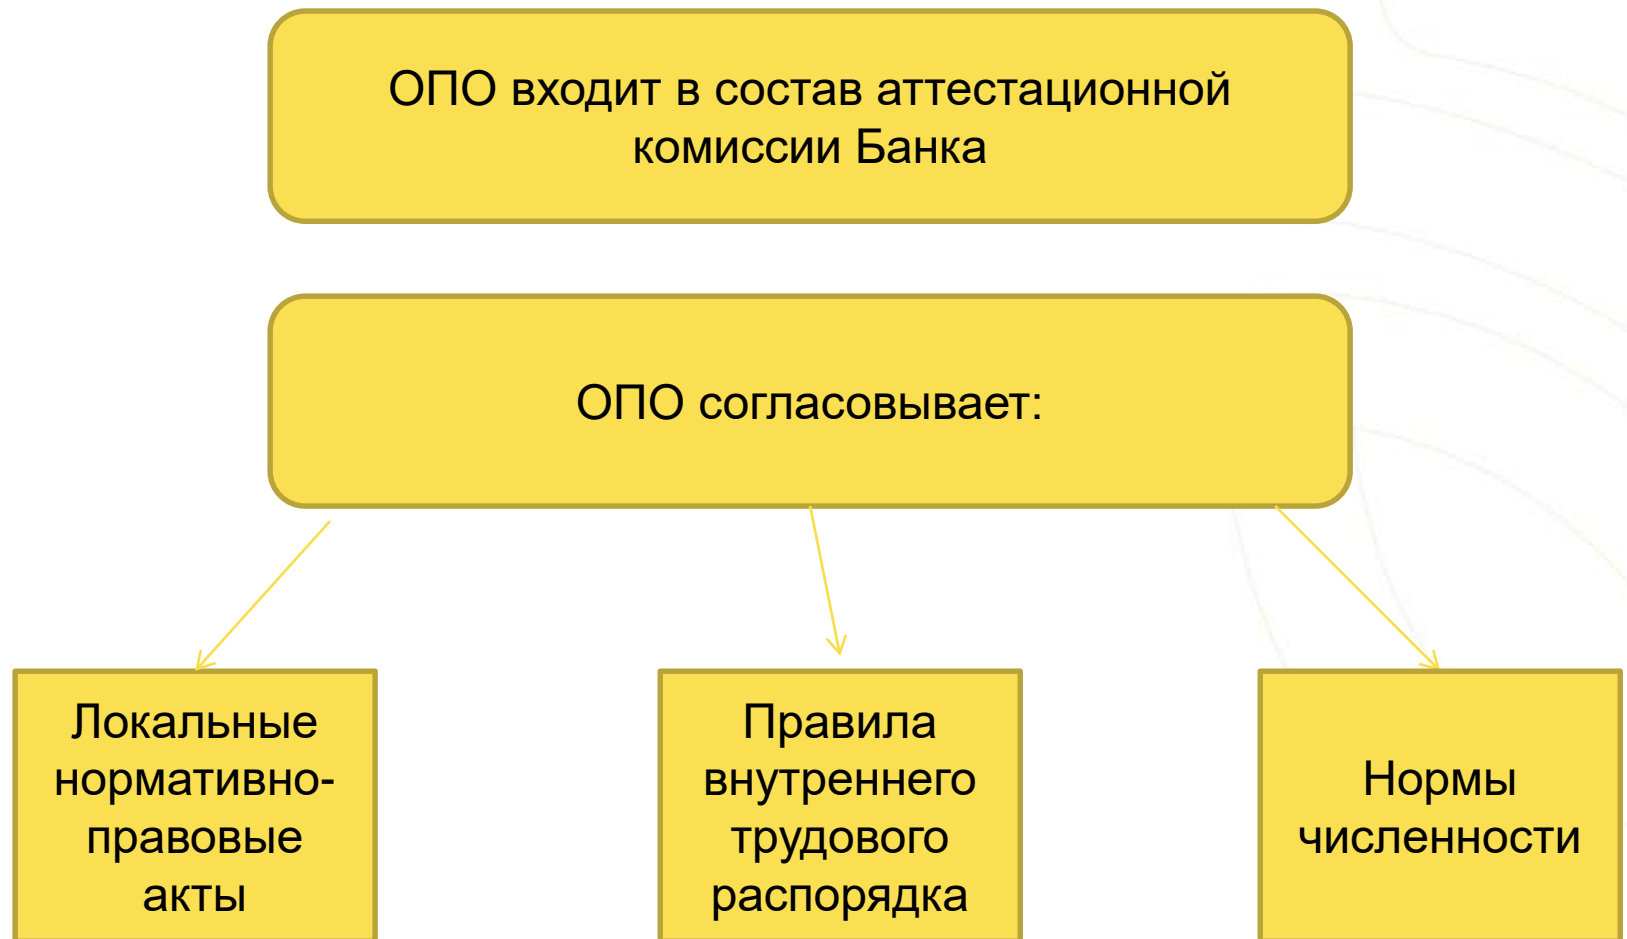 ОПО входит в состав аттестационной
комиссии Банка
ОПО согласовывает:
Локальные
нормативно-
правовые
акты
Правила
внутреннего
трудового
распорядка
Нормы
численности